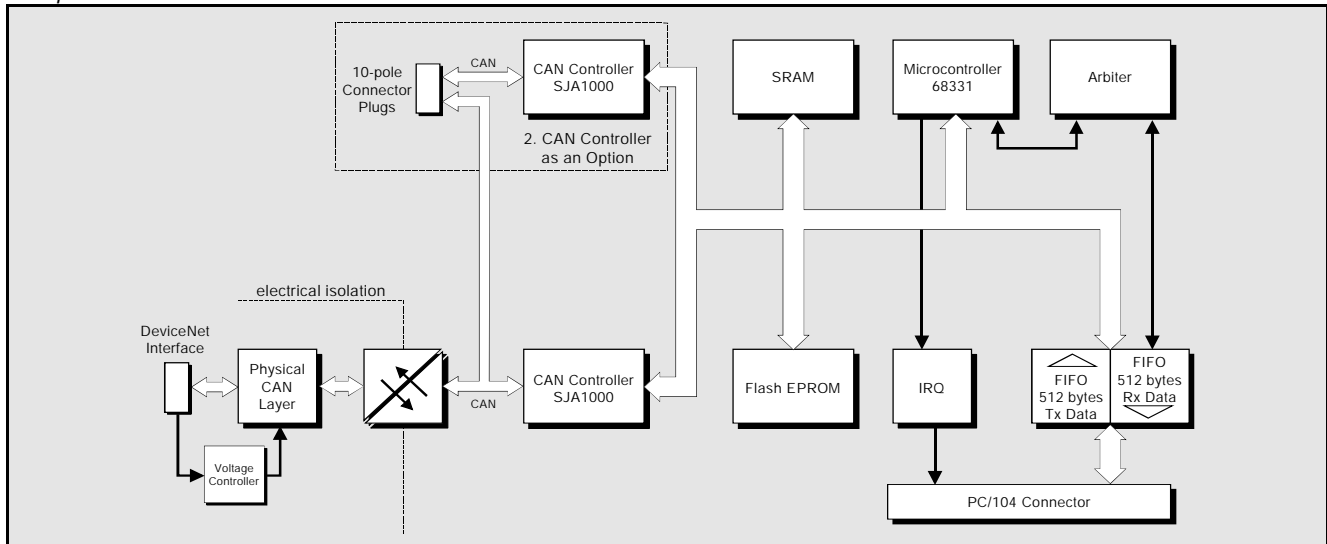 10-pole
Connector
Plugs
CAN
CAN Controller
SJA1000
2. CAN Controller
as an Option
SRAM
Microcontroller
68331
Arbiter
electrical isolation
DeviceNet
Interface
Physical
CAN
Layer
Voltage
Controller
CAN
CAN Controller
SJA1000
Flash EPROM
IRQ
FIFO
512 bytes
Tx Data
FIFO
512 bytes
Rx Data
PC/104 Connector